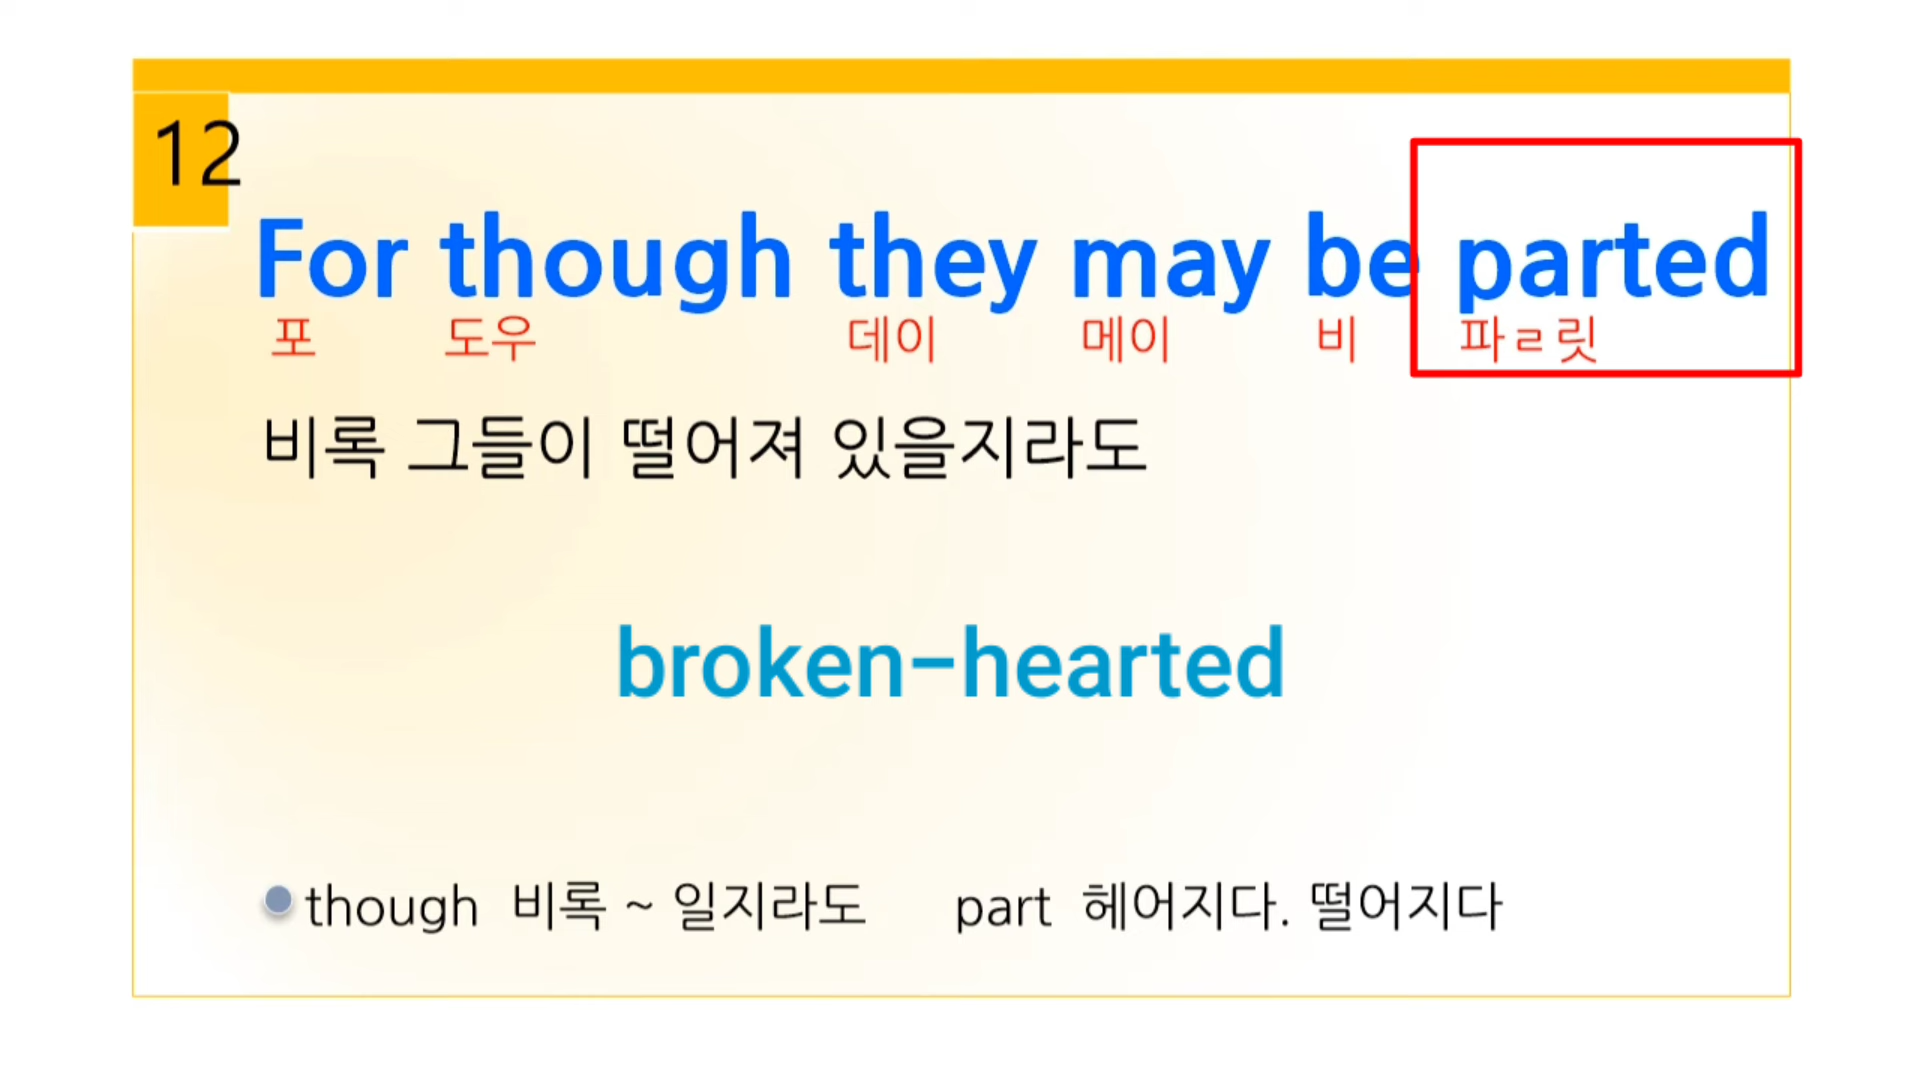 12
For though they may be parted
포 도우 데이 메이 비 파ㄹ릿
비록 그들이 떨어져 있을지라도
broken-hearted
though 비록 ~ 일지라도 part 헤어지다. 떨어지다